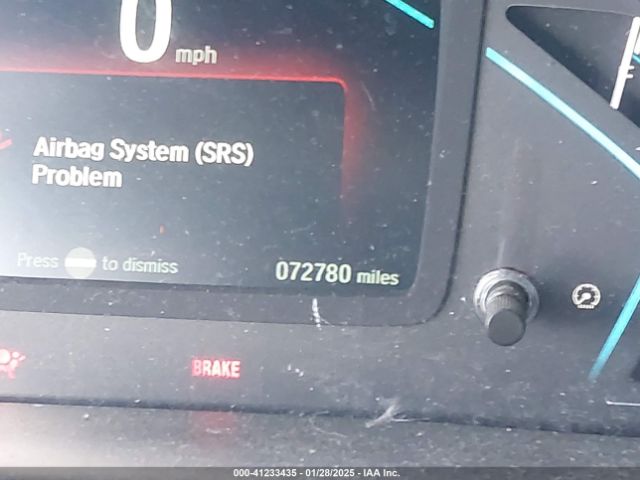 0 mph
Airbag System (SRS)
Problem
Press to dismiss
072780 miles
BRAKE
000-41233435 - 01/28/2025 - IAA Inc.